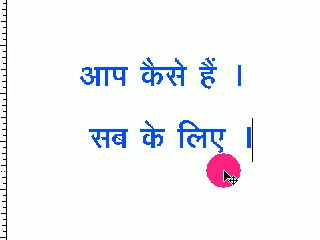 आप कैसे हैं ।
सब के लिए ।